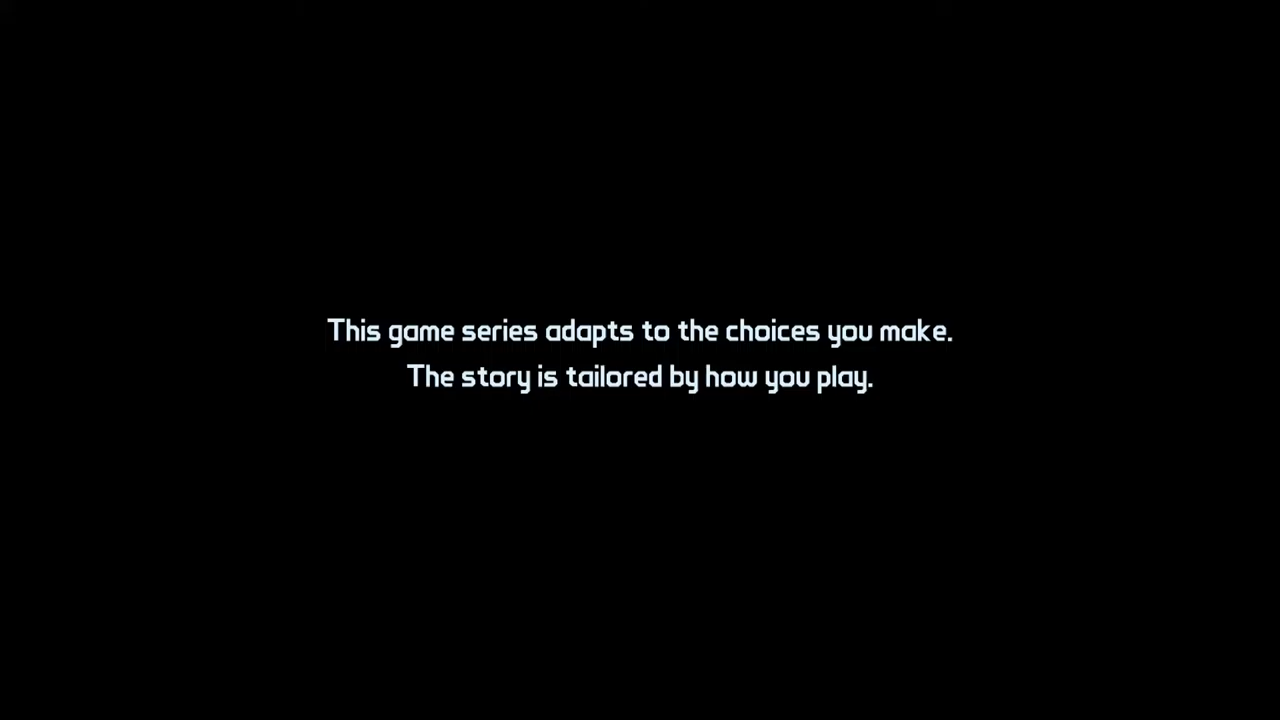 This game series adapts to the choices you make.
The story is tailored by how you play.